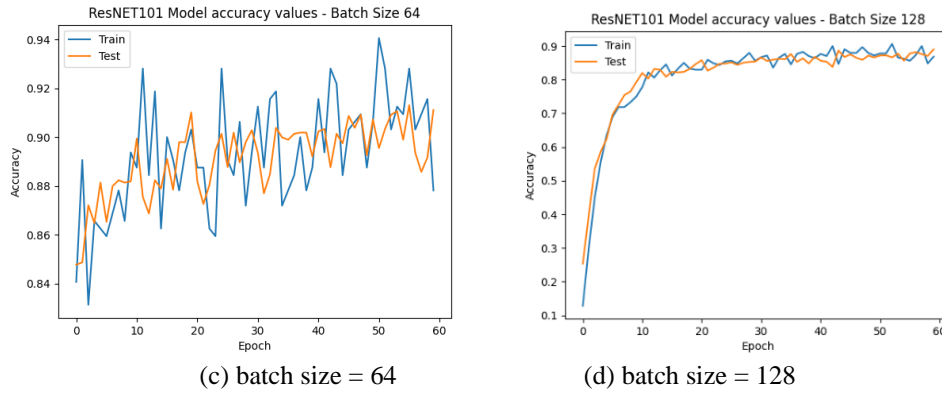 ResNET101 Model accuracy values - Batch Size 64
Train
Test
0.94
0.92
0.90
0.88
0.86
0.84
Accuracy
0
10
20
30
40
50
60
Epoch
(c) batch size = 64
ResNET101 Model accuracy values - Batch Size 128
Train
Test
0.9
0.8
0.7
0.6
0.5
0.4
0.3
0.2
0.1
Accuracy
0
10
20
30
40
50
60
Epoch
(d) batch size = 128